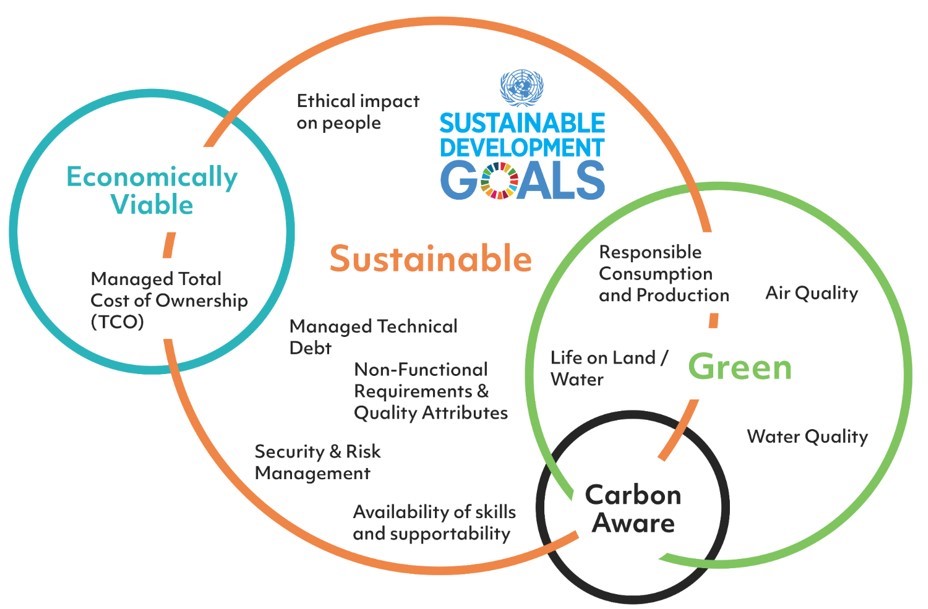 Ethical impact
on people
SUSTAINABLE
DEVELOPMENT
GOALS
Economically
Viable
Sustainable
Managed Total
Cost of Ownership
(TCO)
Responsible
Consumption
and Production
Air Quality
Managed Technical
Debt
Life on Land /
Water
Green
Non-Functional
Requirements &
Quality Attributes
Water Quality
Security & Risk
Management
Carbon
Aware
Availability of skills
and supportability